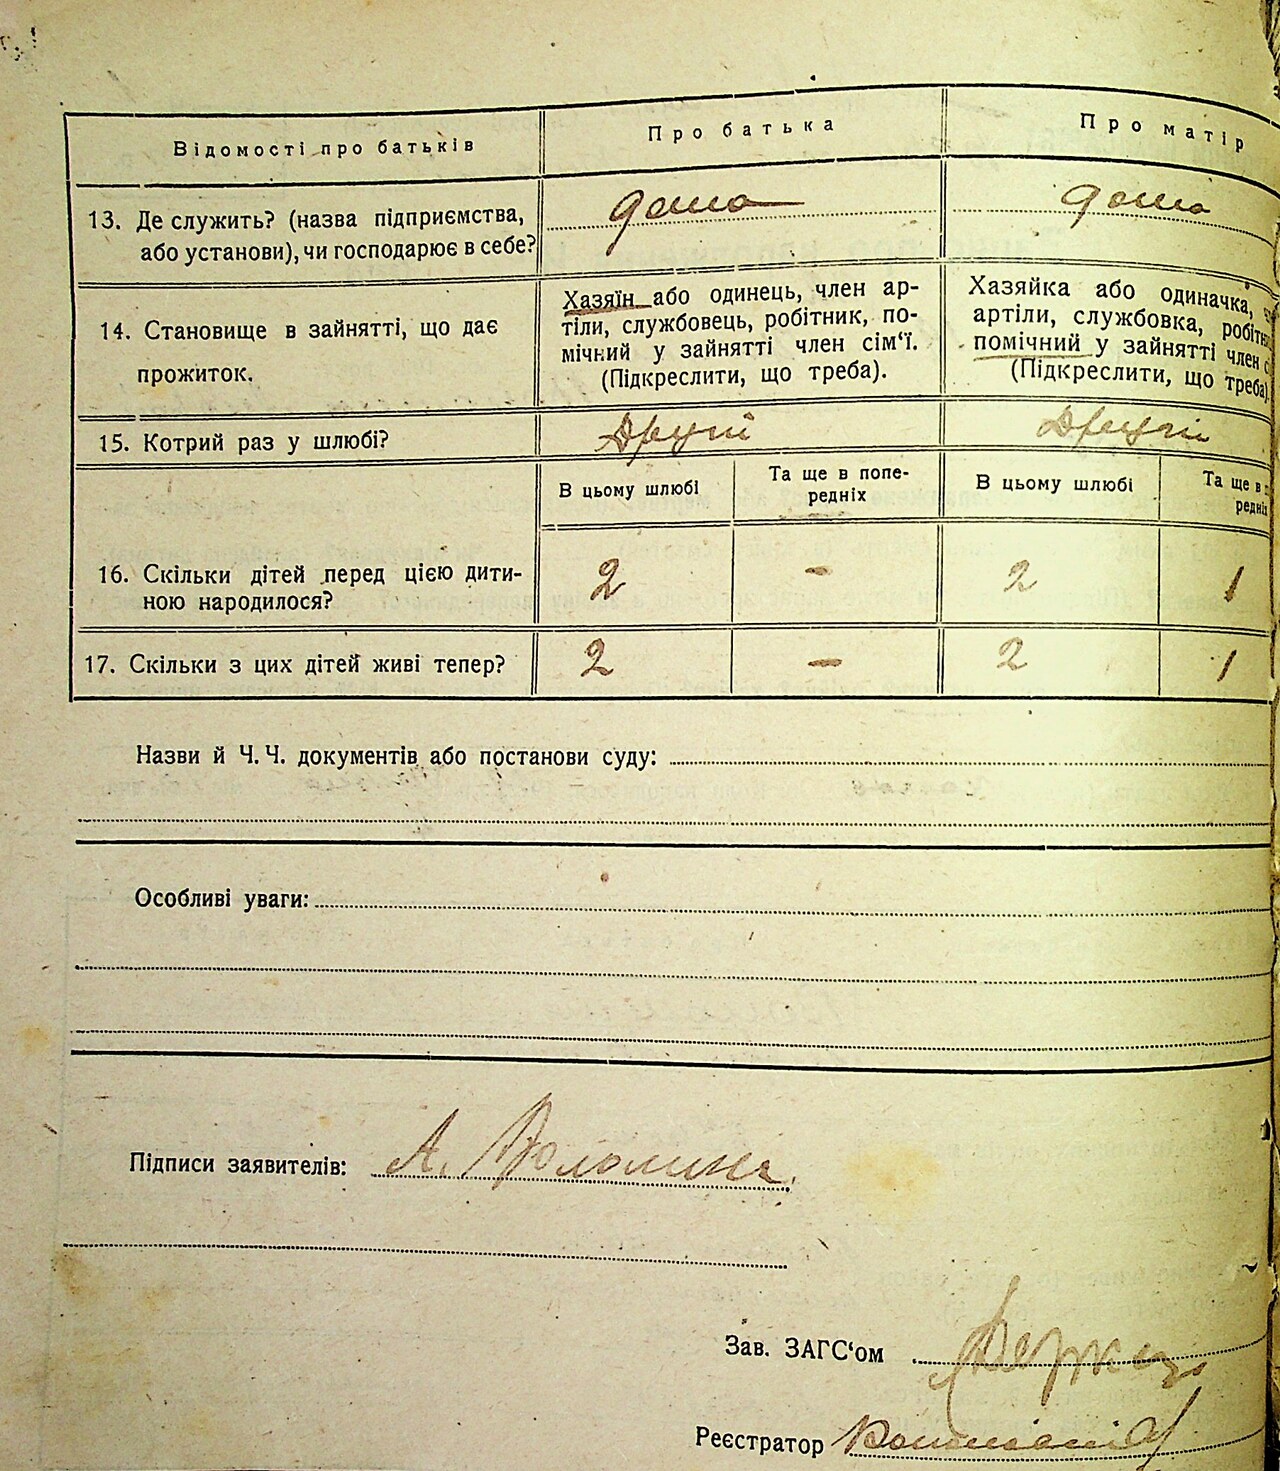 Відомості про батьків Про батька Про матір
13. Де служить? (назва підприємства, дома дома
або установи), чи господарює в себе?
14. Становище в зайнятті, що дає
прожиток.
Хазяїн або одинець, член ар-
тіли, службовець, робітник, по-
мічний у зайнятті член сім'ї.
(Підкреслити, що треба).
Хазяйка або одиначка,
артіли, службовка, робітн
помічний у зайнятті член с
(Підкреслити, що треба).
15. Котрий раз у шлюбі? Другий Другий
В цьому шлюбі Та ще в попе-
редніх
В цьому шлюбі Та ще в
редніх
16. Скільки дітей перед цією дити- 2 - 2 1
ною народилося?
17. Скільки з цих дітей живі тепер? 2 — 2 1
Назви й Ч. Ч. документів або постанови суду:
Особливі уваги:
Підписи заявителів: А.
Зав. ЗАГС'ом
Реєстратор